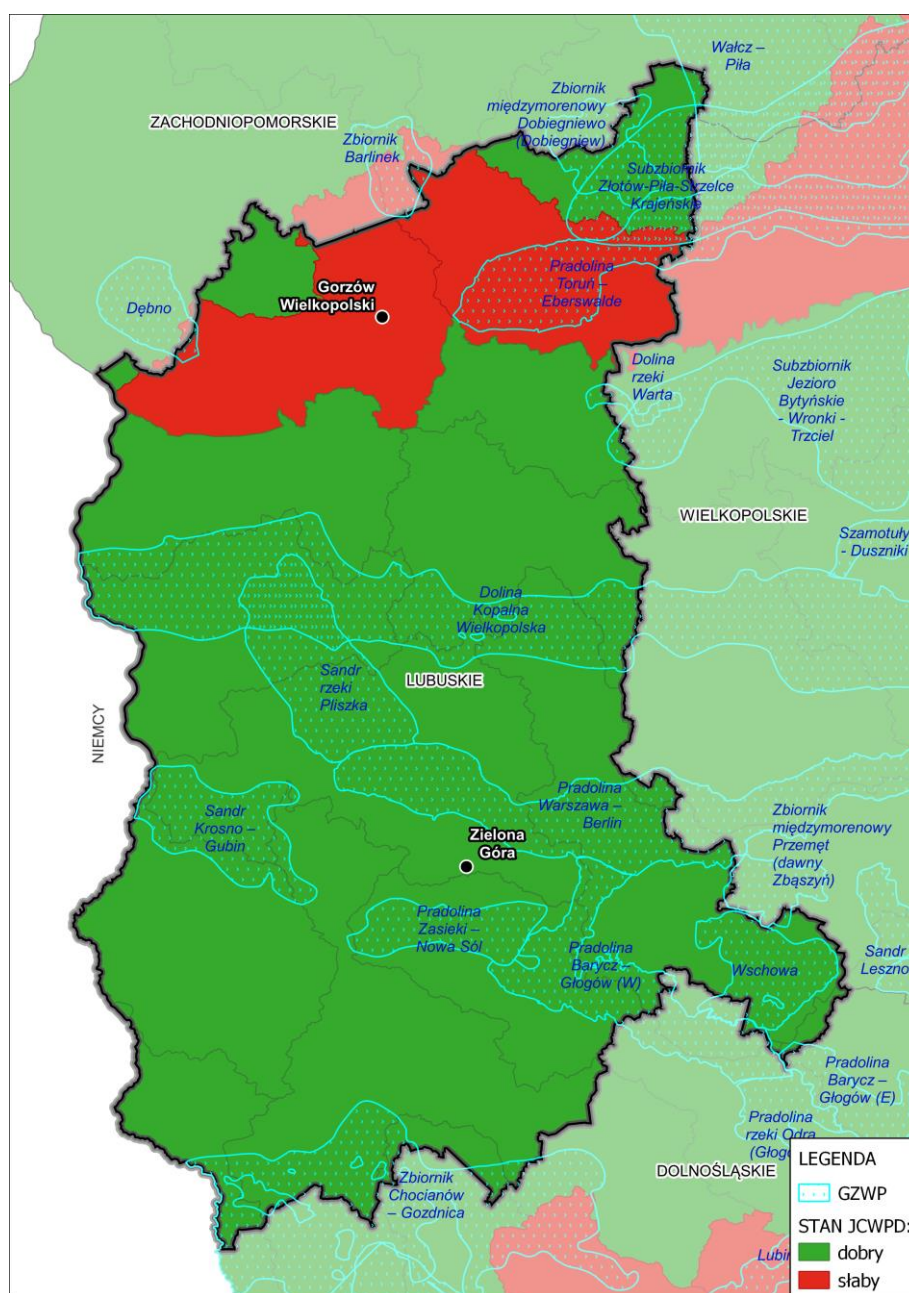 Wałcz –
Piła
Zbiornik
międzymorenowy
Dobiegniewo
(Dobiegniew)
ZACHODNIOPOMORSKIE
Zbiornik
Barlinek
Subzbiornik
Złotów-Piła-Strzelce
Krajeńskie
Pradolina
Toruń –
Eberswalde
Gorzów
Wielkopolski
Dębno
Dolina
rzeki
Warta
Subzbiornik
Jezioro
Bytyńskie
- Wronki -
Trzciel
WIELKOPOLSKIE
Szamotuły
- Duszniki
Dolina
Kopalna
Wielkopolska
Sandr
rzeki
Pliszka
LUBUSKIE
NIEMCY
Sandr
Krosno –
Gubin
Pradolina
Warszawa –
Berlin
Zielona
Góra
Zbiornik
międzymorenowy
Przemęt
(dawny
Zbąszyń)
Pradolina
Zasieki –
Nowa Sól
Pradolina
Barycz –
Głogów (W)
Wschowa
Sandr
Leszno
Pradolina
Barycz –
Głogów (E)
Pradolina
rzeki Odra
DOLNOŚLĄSKIE
Zbiornik
Chocianów
– Gozdnica
LEGENDA
GZWP
STAN JCWPD:
dobry
słaby